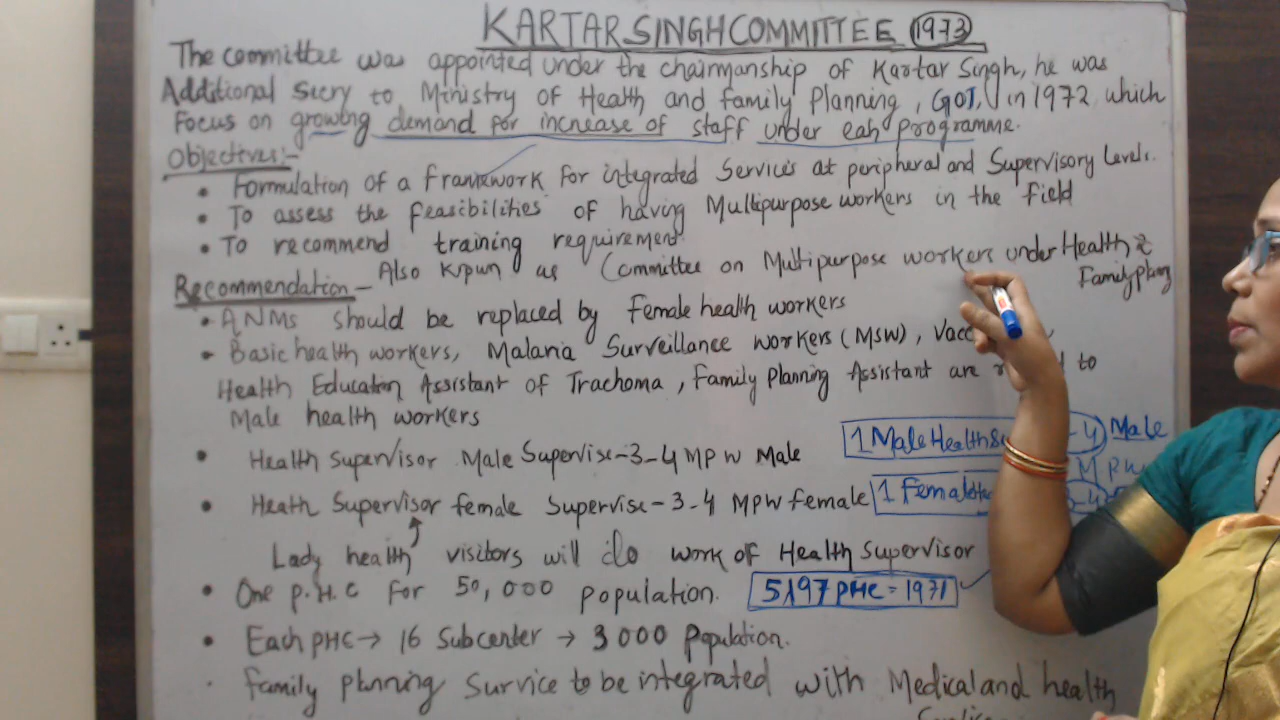 KARTAR SINGH COMMITTEE (1973)
The committee was appointed under the chairmanship of Kartar Singh, he was
Additional Secry to Ministry of Health and family Planning, GOI, in 1972 which
Focus on growing demand for increase of staff under eah programme.
Objectives:-
• Formulation of a framework for integrated Services at peripheral and Supervisory Levels.
• To assess the feasibilities of having Multipurpose workers in the field
• To recommend training requirement.
Recommendation - Also known as Committee on Multipurpose workers under Health &
Family
• ANMs should be replaced by Female health workers
• Basic health workers, Malaria Surveillance workers (MSW),
Health Education Assistant of Trachoma, Family Planning Assistant are to
Male health workers
• Health Supervisor Male Supervise-3-4 MPW Male
1 Male Health 4 Male
MPW
• Heath Supervisor female Supervise-3-4 MPW female
1 Female 3-4
Lady health visitors will do work of Health Supervisor
• One P.H.C for 50,000 population.
5197 PHC = 1971
• Each PHC → 16 Subcenter → 3000 Population.
• Family planning Survice to be integrated with Medical and health